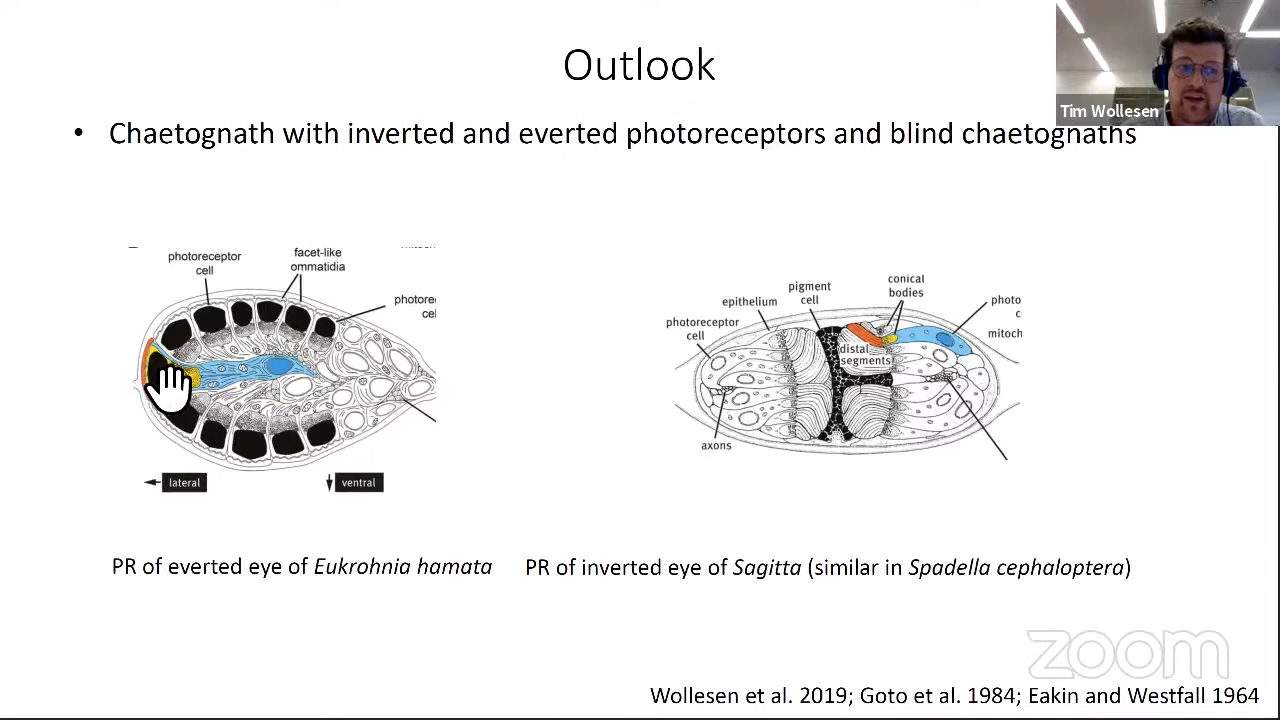 Outlook
Tim Wollesen
• Chaetognath with inverted and everted photoreceptors and blind chaetognaths
photoreceptor
cell
facet-like
ommatidia
lateral
ventral
epithelium
pigment
cell
conical
bodies
photoreceptor
cell
photo
mitoch
distal
segments
axons
PR of everted eye of Eukrohnia hamata
PR of inverted eye of Sagitta (similar in Spadella cephaloptera)
zoom
Wollesen et al. 2019; Goto et al. 1984; Eakin and Westfall 1964